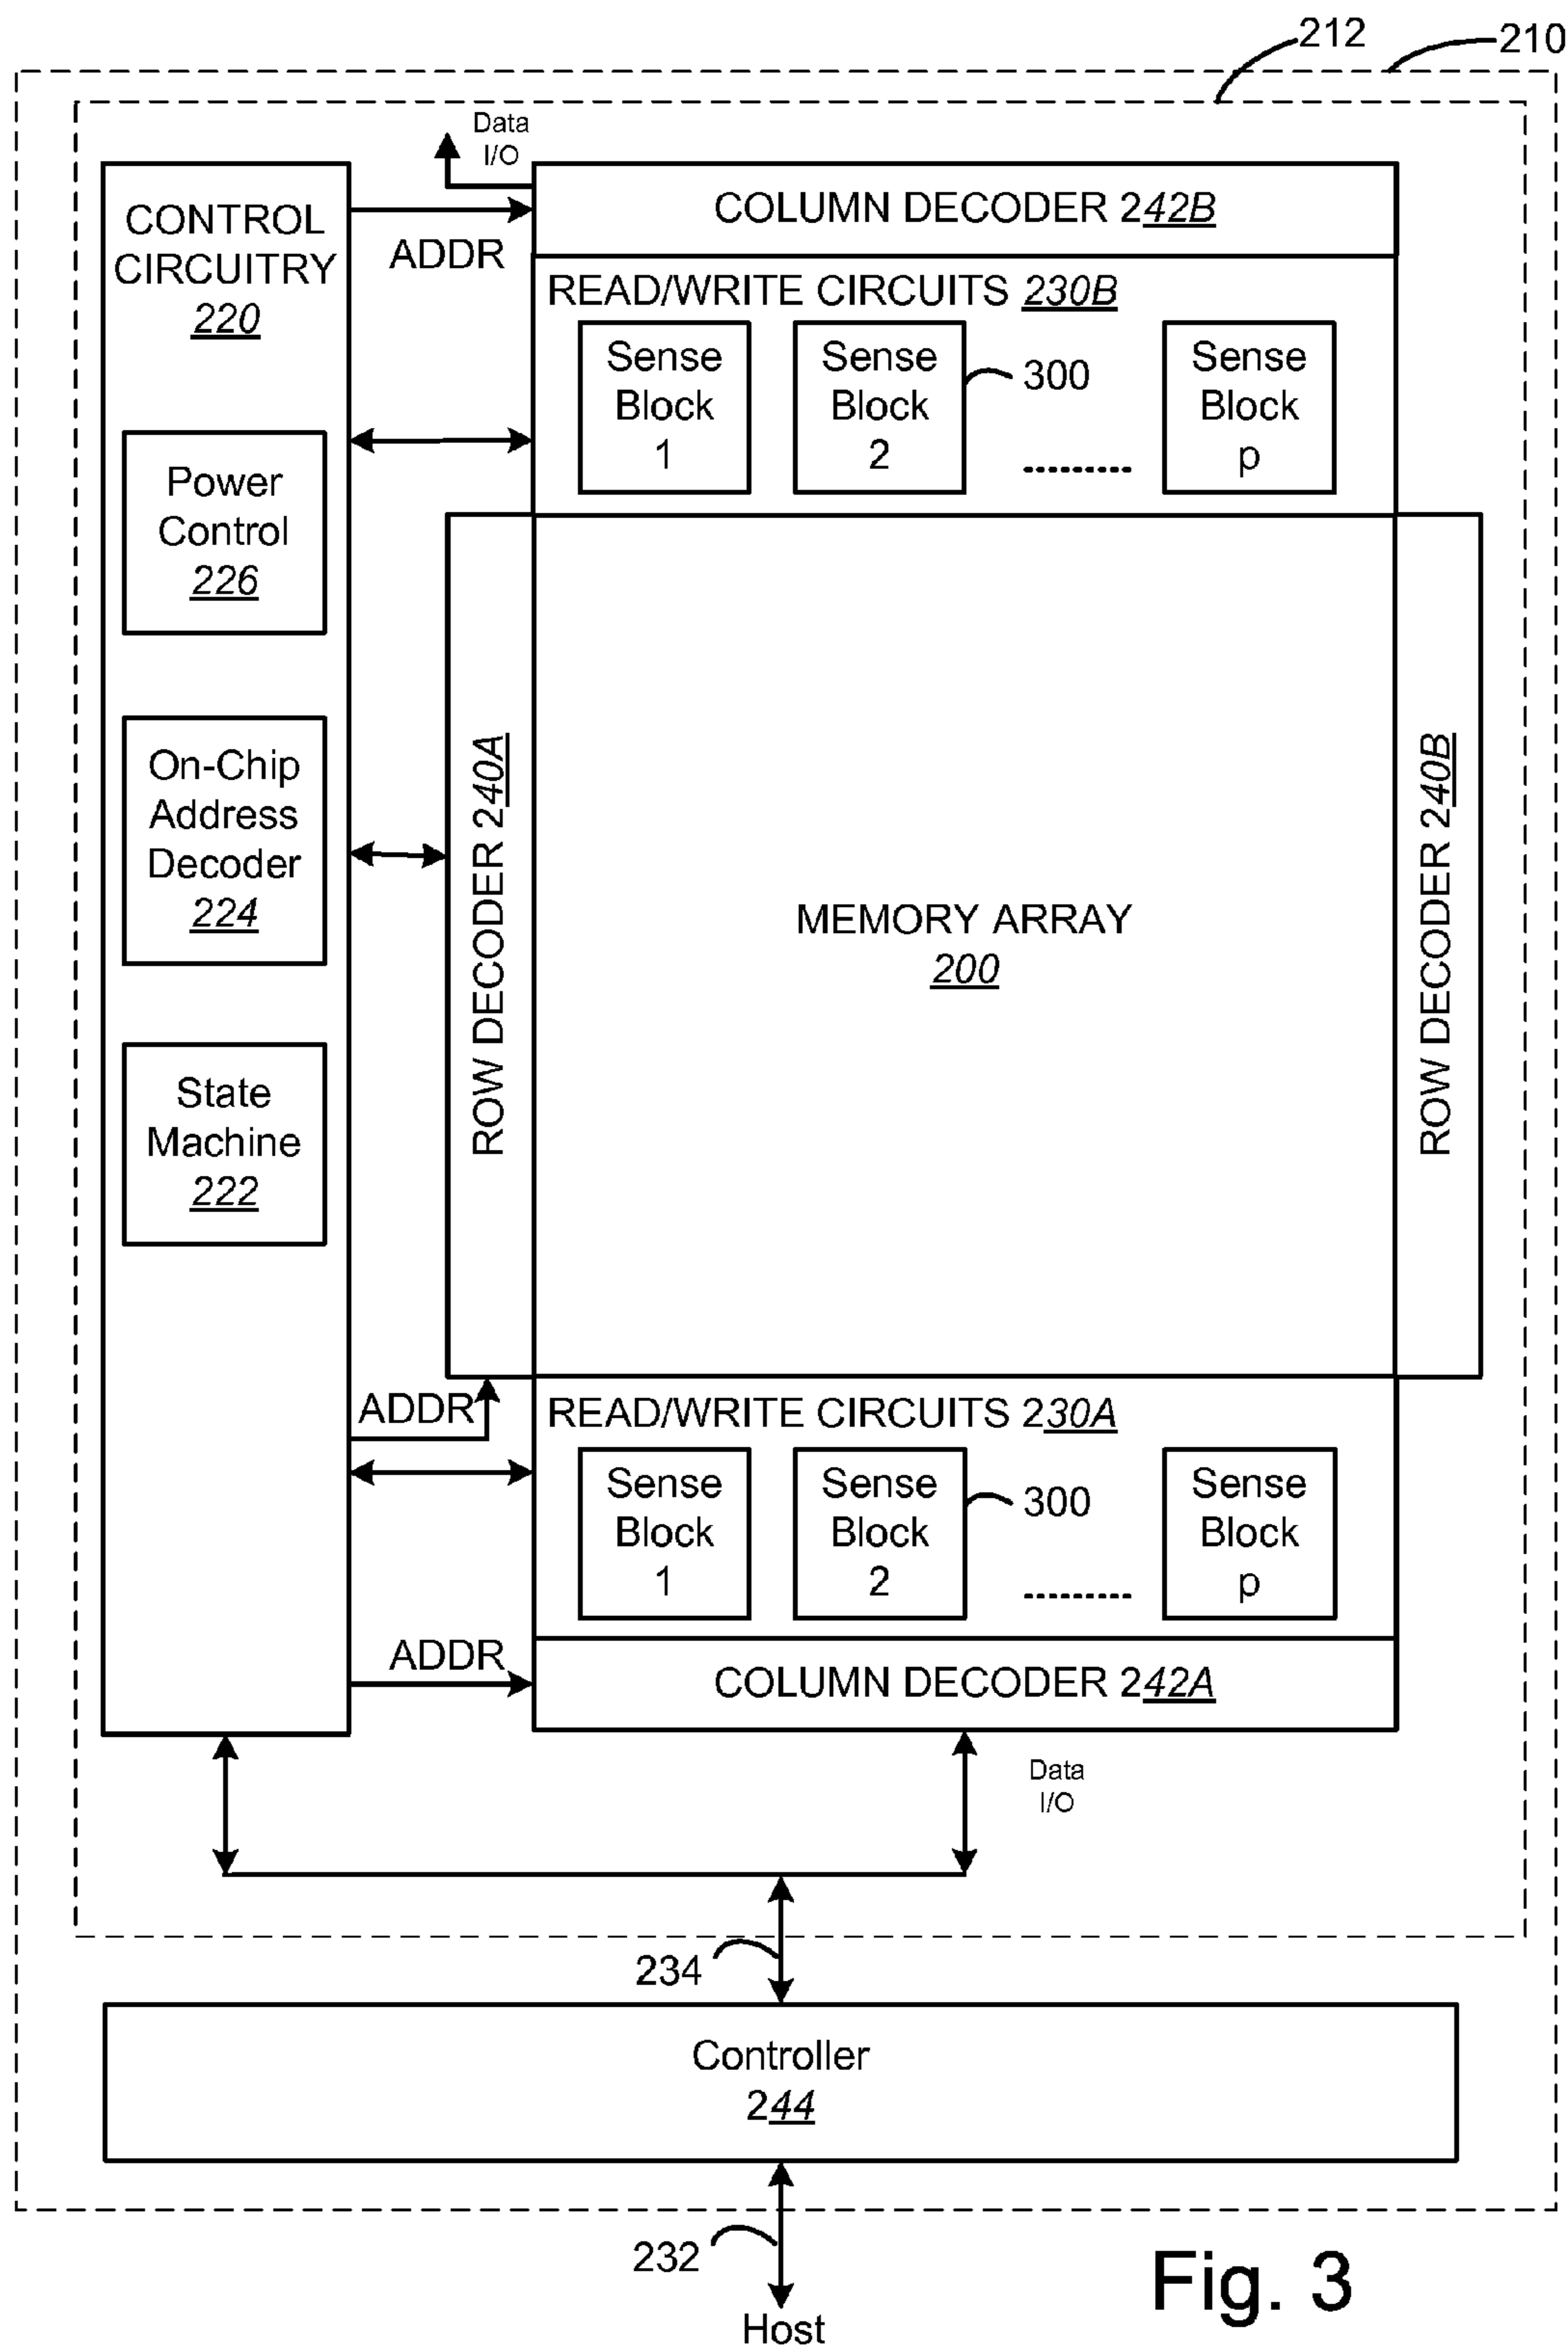 212
210
Data
I/O
CONTROL
CIRCUITRY
220
ADDR
COLUMN DECODER 242B
READ/WRITE CIRCUITS 230B
Sense
Block
1
Sense
Block
2
300
.........
Sense
Block
p
Power
Control
226
On-Chip
Address
Decoder
224
State
Machine
222
ROW DECODER 240A
MEMORY ARRAY
200
ROW DECODER 240B
ADDR
READ/WRITE CIRCUITS 230A
Sense
Block
1
Sense
Block
2
300
.........
Sense
Block
p
ADDR
COLUMN DECODER 242A
Data
I/O
234
Controller
244
232
Host
Fig. 3